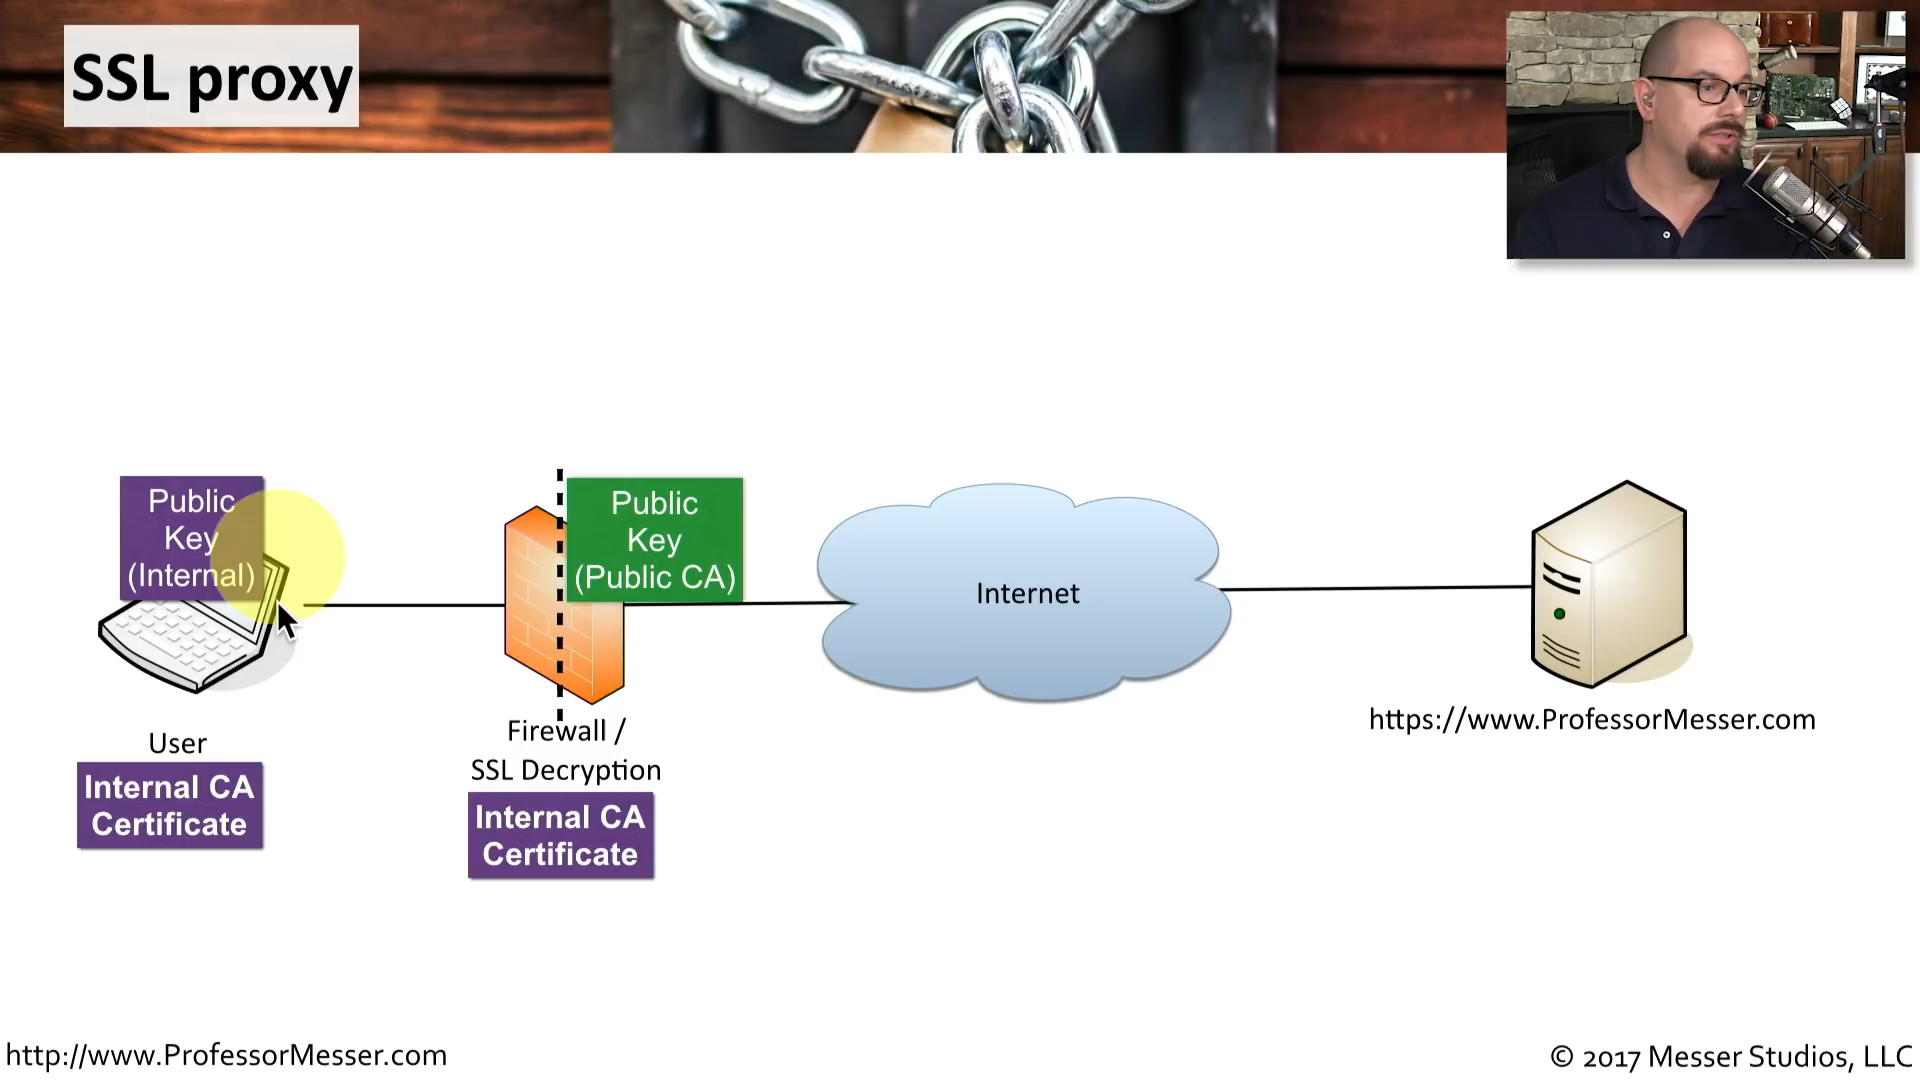 SSL proxy
Public
Key
(Internal)
Public
Key
(Public CA)
Internet
https://www.ProfessorMesser.com
User
Internal CA
Certificate
Firewall /
SSL Decryption
Internal CA
Certificate
http://www.ProfessorMesser.com
© 2017 Messer Studios, LLC